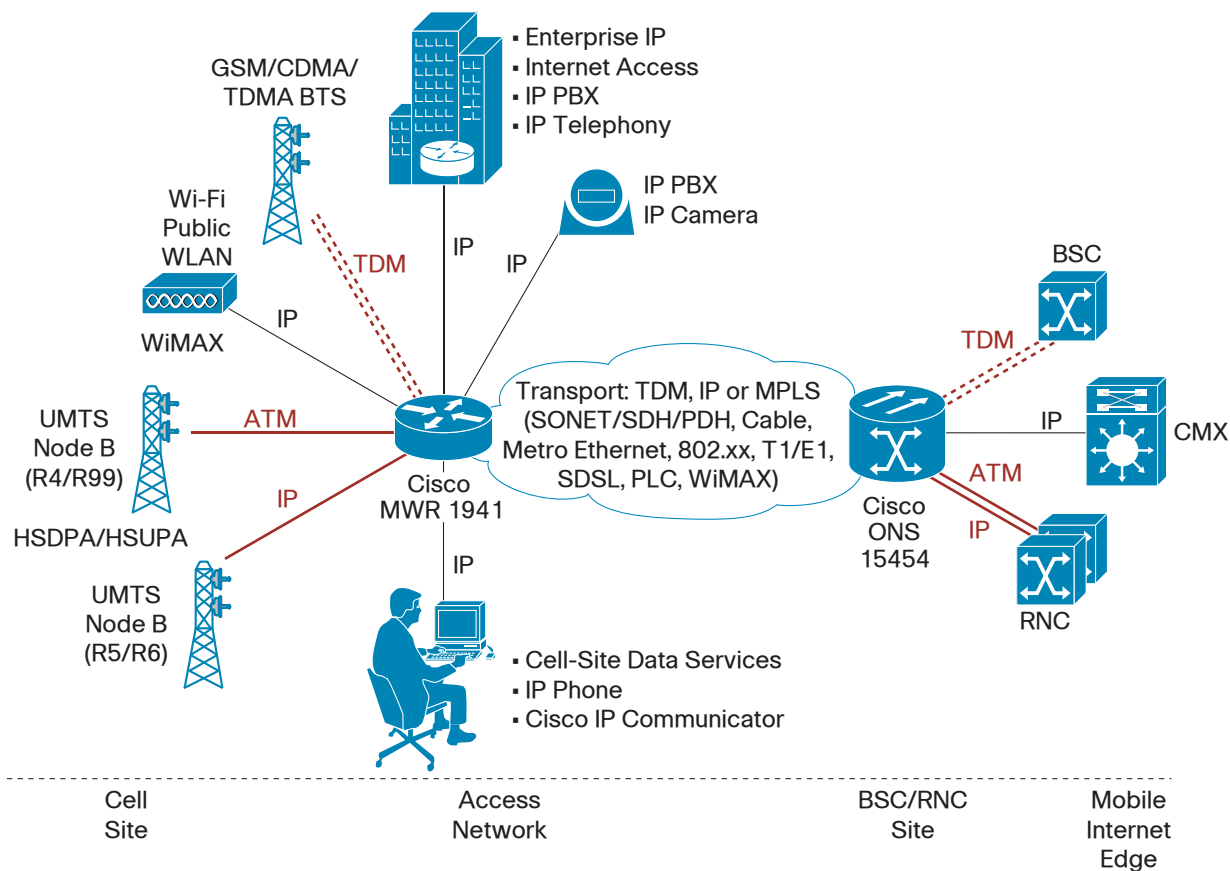 ▪ Enterprise IP
▪ Internet Access
▪ IP PBX
▪ IP Telephony
GSM/CDMA/
TDMA BTS
IP PBX
IP Camera
Wi-Fi
Public
WLAN
WiMAX
TDM
IP
IP
IP
BSC
TDM
UMTS
Node B
(R4/R99)
HSDPA/HSUPA
ATM
IP
Cisco
MWR 1941
Transport: TDM, IP or MPLS
(SONET/SDH/PDH, Cable,
Metro Ethernet, 802.xx, T1/E1,
SDSL, PLC, WiMAX)
IP
CMX
ATM
IP
Cisco
ONS
15454
RNC
UMTS
Node B
(R5/R6)
IP
▪ Cell-Site Data Services
▪ IP Phone
▪ Cisco IP Communicator
Cell
Site
Access
Network
BSC/RNC
Site
Mobile
Internet
Edge